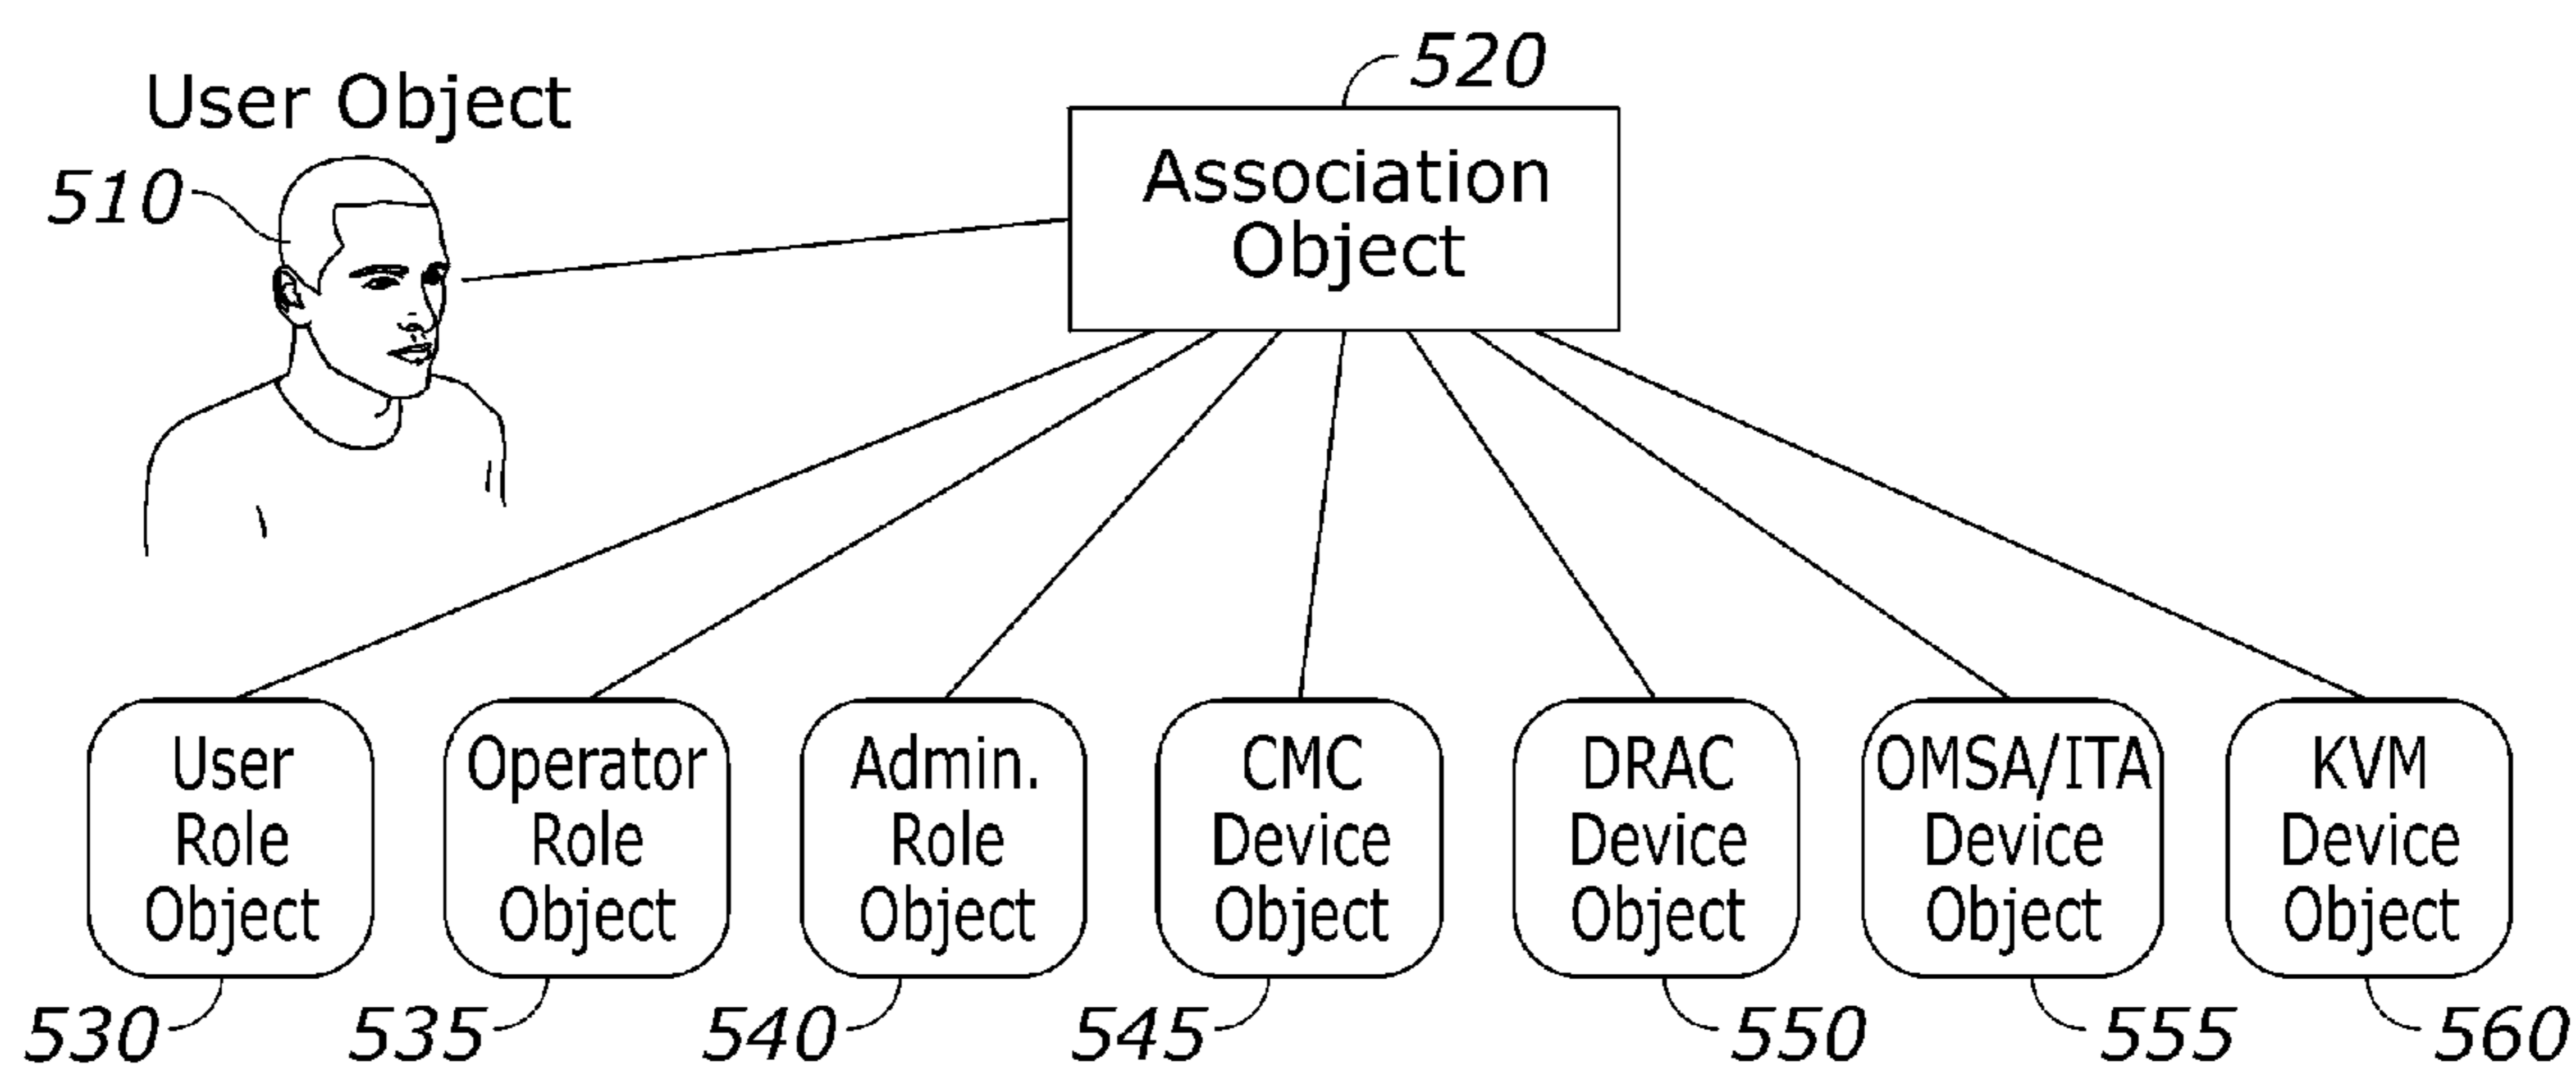 520
User Object
510
Association
Object
User
Role
Object
Operator
Role
Object
Admin.
Role
Object
CMC
Device
Object
DRAC
Device
Object
OMSA/ITA
Device
Object
KVM
Device
Object
530
535
540
545
550
555
560